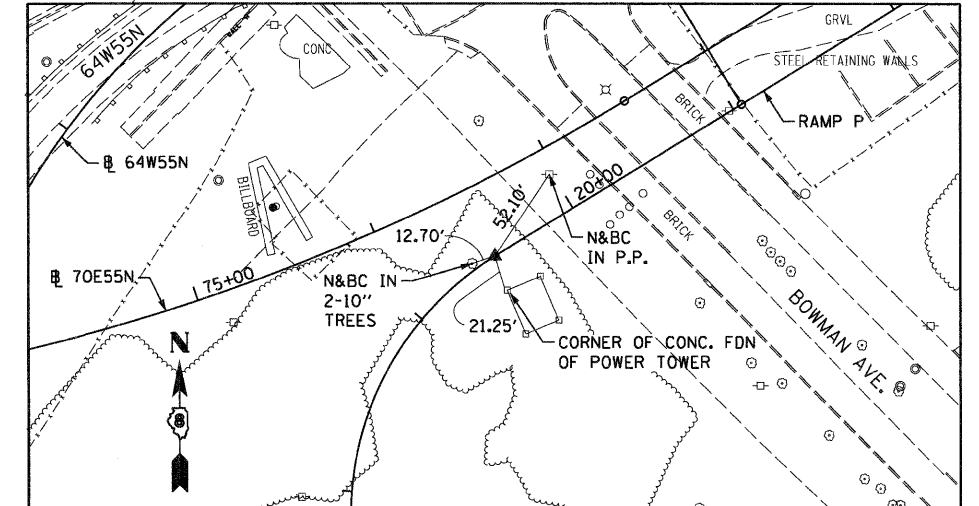 GRVL
CONC
64W55N
STEEL RETAINING WALLS
BRICK
RAMP P
℄ 64W55N
BILLBOARD
20+00
52.10'
12.70'
N&BC
IN P.P.
BRICK
℄ 70E55N
75+00
N&BC IN
2-10"
TREES
21.25'
BOWMAN AVE.
CORNER OF CONC. FDN
OF POWER TOWER
N
8